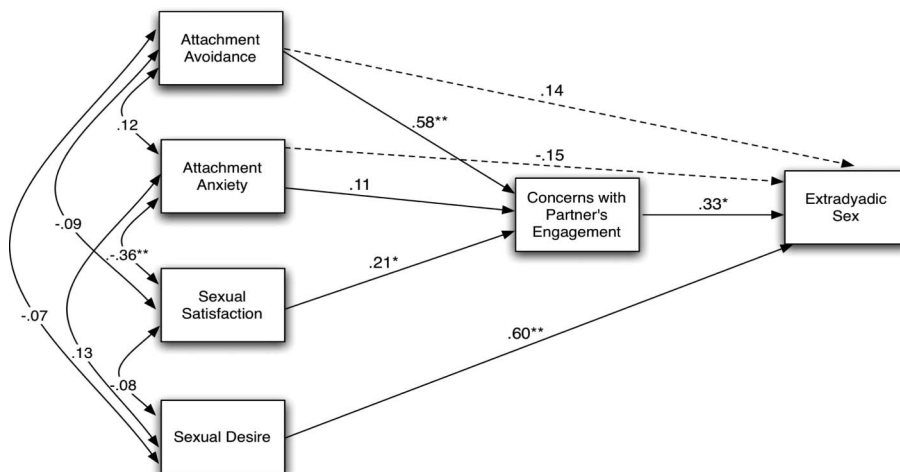 Attachment
Avoidance
.14
.58**
.12
Attachment
Anxiety
-.15
.11
Concerns with
Partner's
Engagement
.33*
Extradyadic
Sex
-.09
-.36**
.21*
Sexual
Satisfaction
-.07
.60**
.13
-.08
Sexual Desire